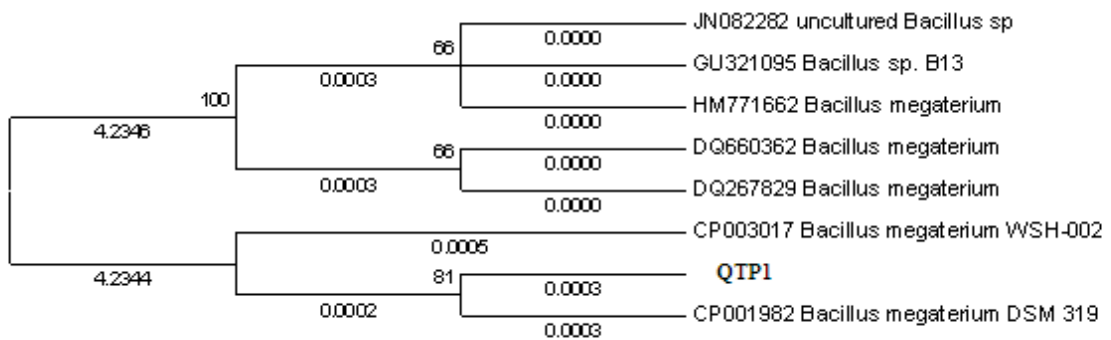 JN082282 uncultured Bacillus sp
66
0.0000
GU321095 Bacillus sp. B13
0.0003
0.0000
100
HM771662 Bacillus megaterium
4.2346
0.0000
DQ660362 Bacillus megaterium
66
0.0000
0.0003
DQ267829 Bacillus megaterium
0.0000
CP003017 Bacillus megaterium WSH-002
0.0005
4.2344
QTP1
81
0.0003
0.0002
CP001982 Bacillus megaterium DSM 319
0.0003